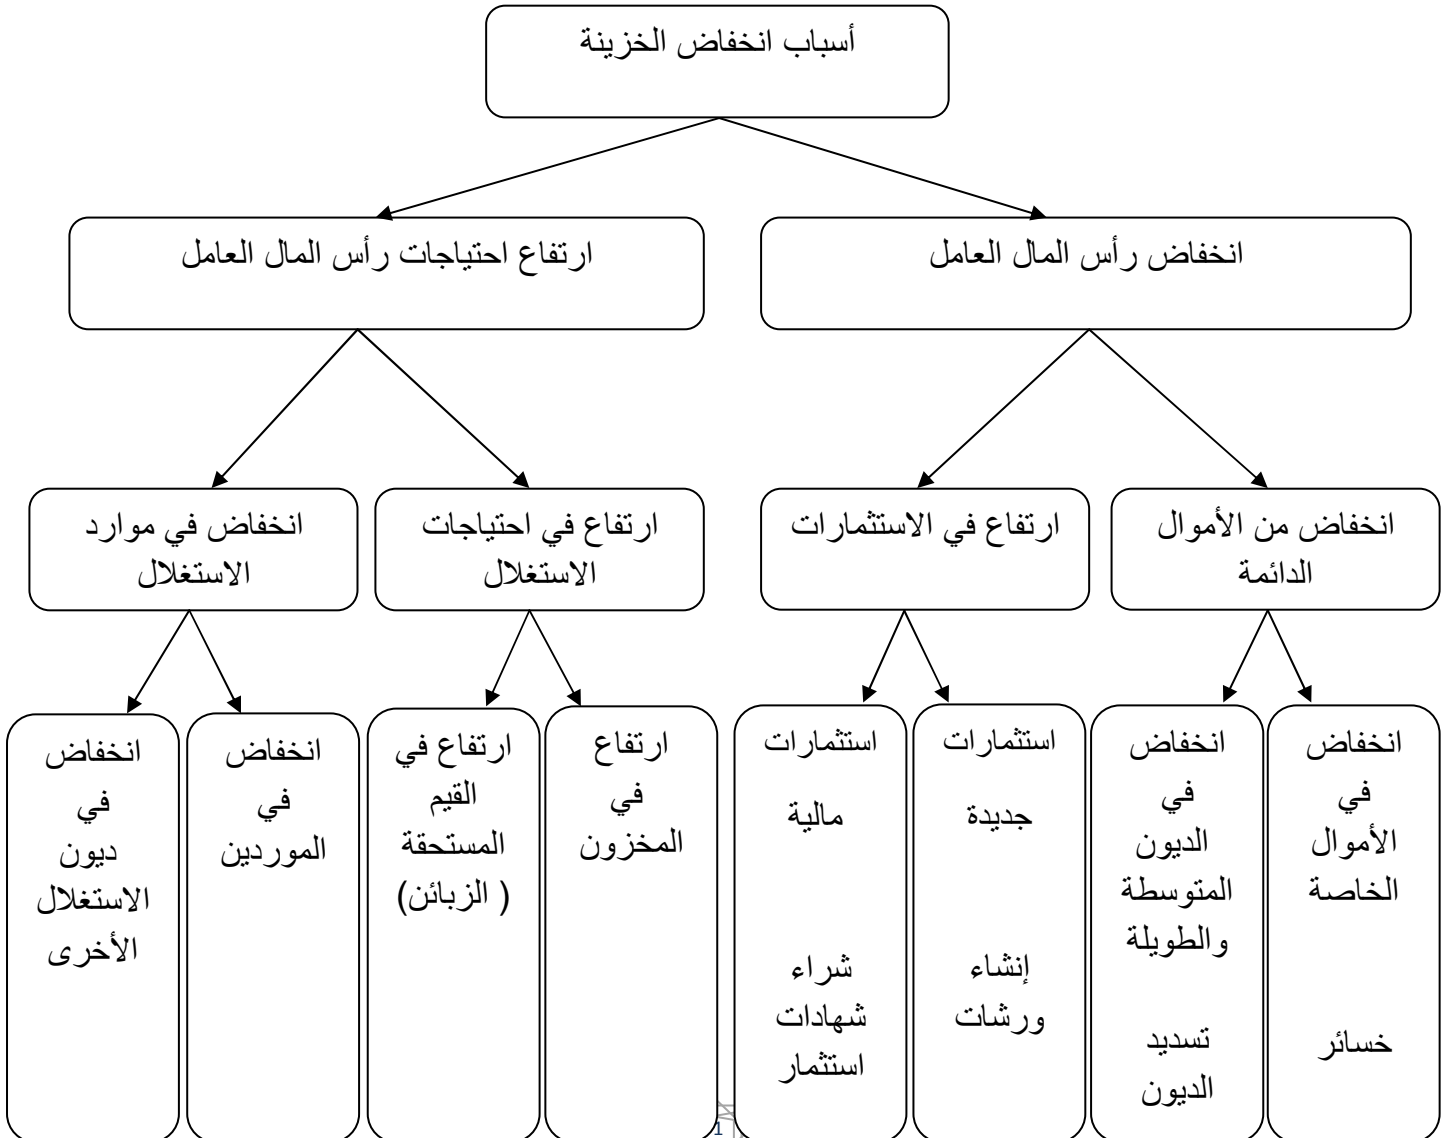 أسباب انخفاض الخزينة
انخفاض رأس المال العامل
ارتفاع احتياجات رأس المال العامل
انخفاض من الأموال
الدائمة
ارتفاع في الاستثمارات
ارتفاع في احتياجات
الاستغلال
انخفاض في موارد
الاستغلال
انخفاض
في
الأموال
الخاصة
خسائر
انخفاض
في
الديون
المتوسطة
والطويلة
تسديد
الديون
استثمارات
جديدة
إنشاء
ورشات
استثمارات
مالية
شراء
شهادات
استثمار
ارتفاع
في
المخزون
ارتفاع في
القيم
المستحقة
( الزبائن)
انخفاض
في
الموردين
انخفاض
في
ديون
الاستغلال
الأخرى
1